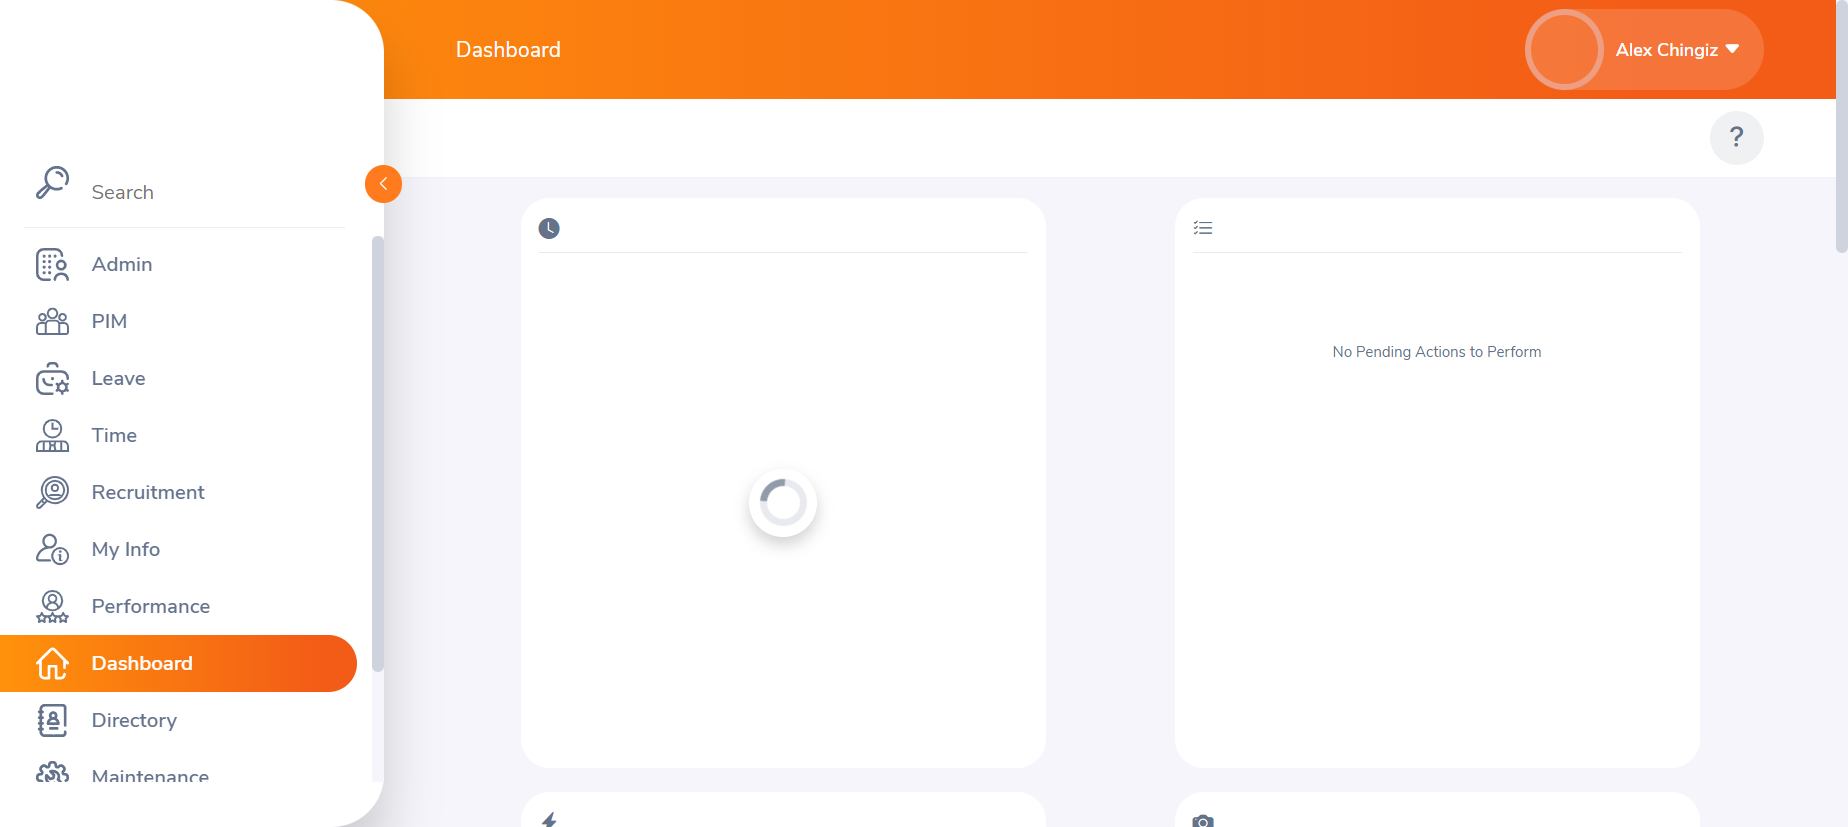 Dashboard
Alex Chingiz
?
Search
Admin
PIM
Leave
Time
Recruitment
My Info
Performance
Dashboard
Directory
Maintenance
No Pending Actions to Perform